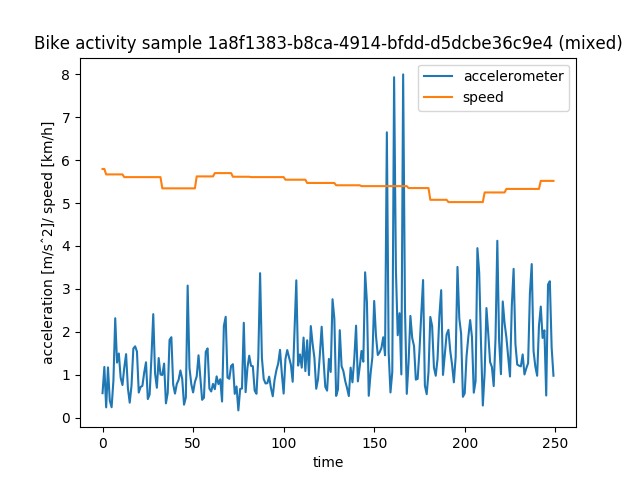 Bike activity sample 1a8f1383-b8ca-4914-bfdd-d5dcbe36c9e4 (mixed)
accelerometer
speed
acceleration [m/s^2]/ speed [km/h]
8
7
6
5
4
3
2
1
0
0 50 100 150 200 250
time